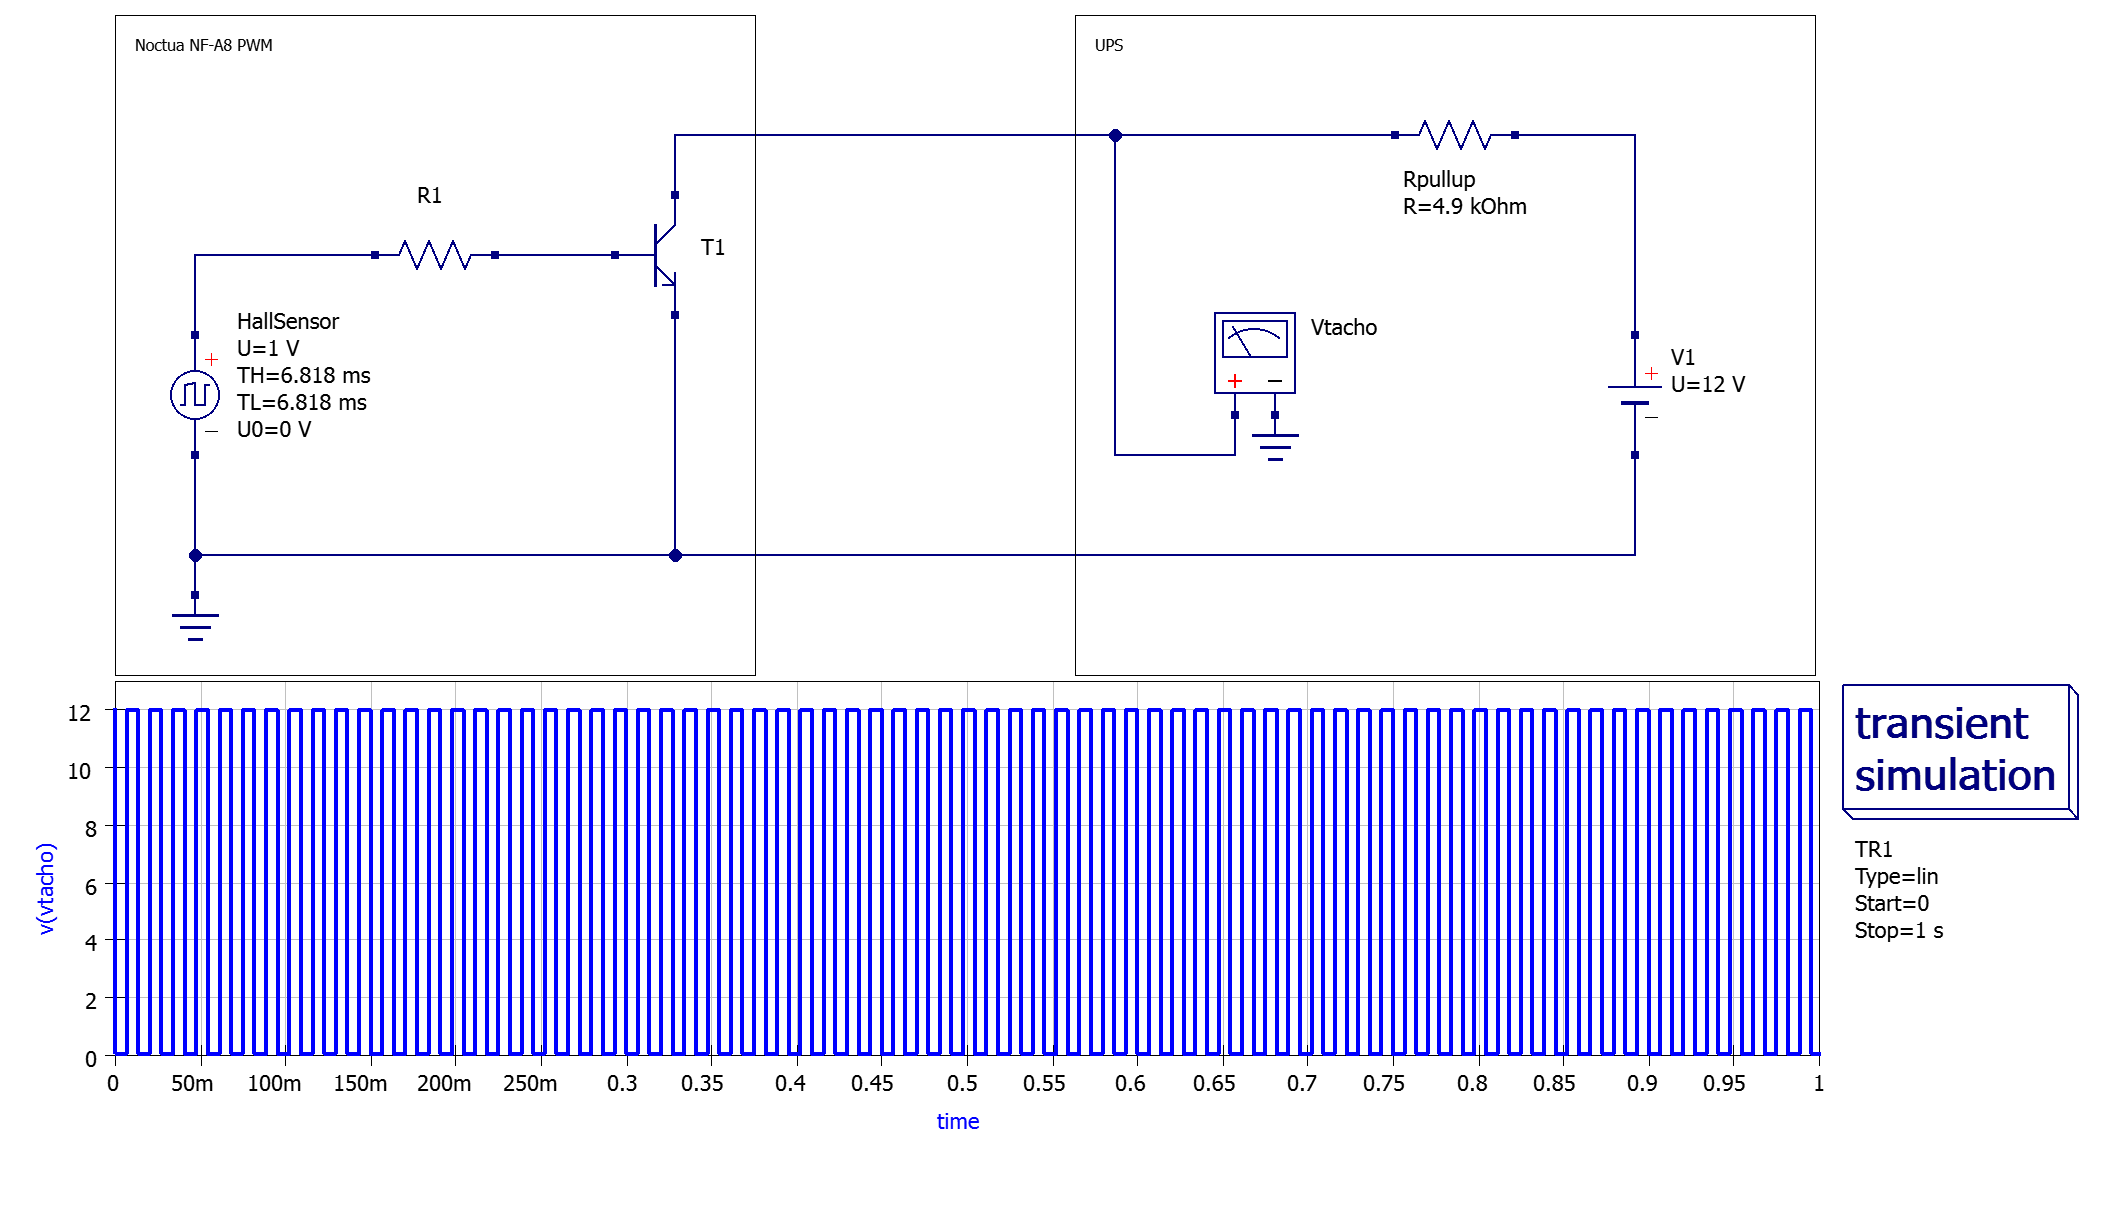 Noctua NF-A8 PWM
UPS
R1
T1
HallSensor
U=1 V
TH=6.818 ms
TL=6.818 ms
U0=0 V
+
−
Rpullup
R=4.9 kOhm
Vtacho
+ −
V1
U=12 V
+
−
12
10
8
6
4
2
0
v(vtacho)
0 50m 100m 150m 200m 250m 0.3 0.35 0.4 0.45 0.5 0.55 0.6 0.65 0.7 0.75 0.8 0.85 0.9 0.95 1
time
transient
simulation
TR1
Type=lin
Start=0
Stop=1 s